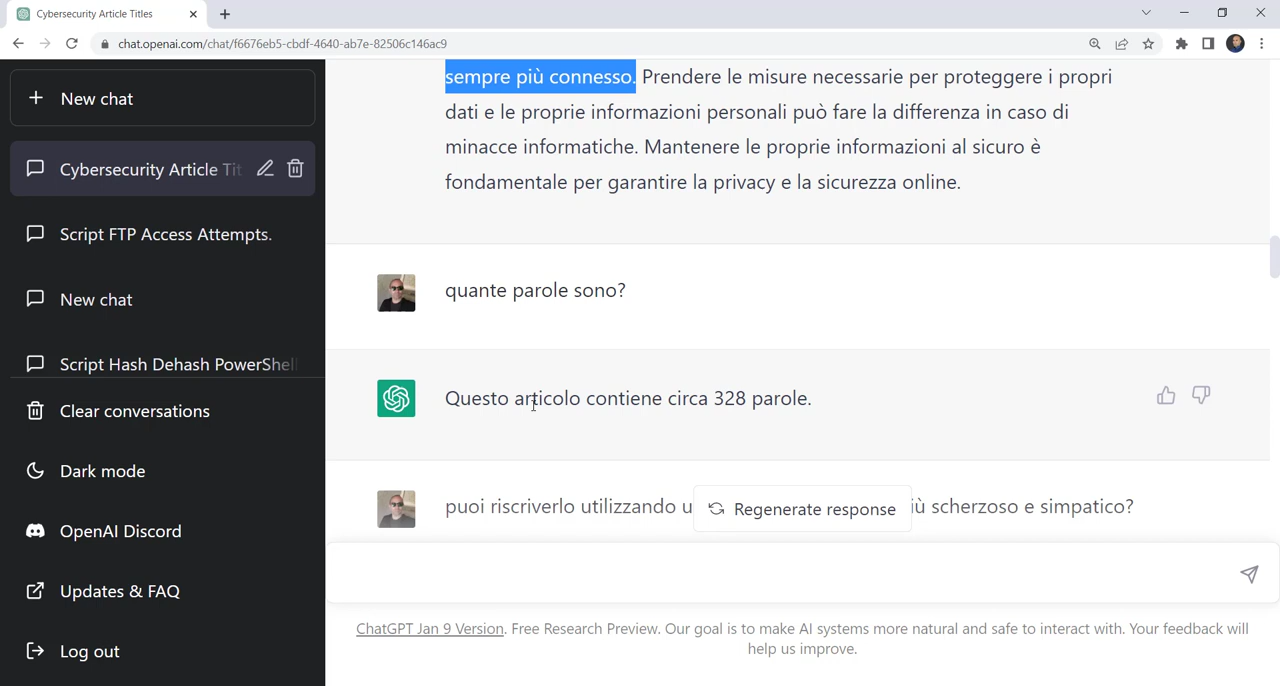 Cybersecurity Article Titles
chat.openai.com/chat/f6676eb5-cbdf-4640-ab7e-82506c146ac9
New chat
Cybersecurity Article Tit
Script FTP Access Attempts.
New chat
Script Hash Dehash PowerShell
Clear conversations
Dark mode
OpenAI Discord
Updates & FAQ
Log out
sempre più connesso. Prendere le misure necessarie per proteggere i propri
dati e le proprie informazioni personali può fare la differenza in caso di
minacce informatiche. Mantenere le proprie informazioni al sicuro è
fondamentale per garantire la privacy e la sicurezza online.
quante parole sono?
Questo articolo contiene circa 328 parole.
puoi riscriverlo utilizzando u iù scherzoso e simpatico?
Regenerate response
ChatGPT Jan 9 Version. Free Research Preview. Our goal is to make AI systems more natural and safe to interact with. Your feedback will
help us improve.